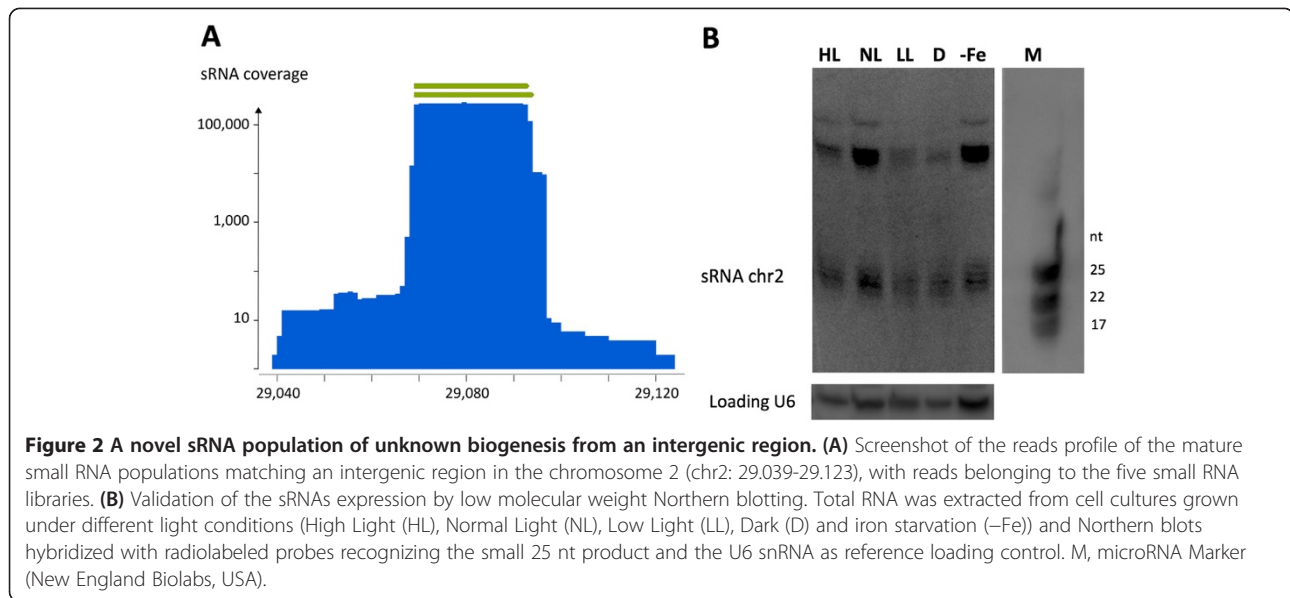 A
sRNA coverage
100,000
1,000
10
29,040
29,080
29,120
B
HL NL LL D -Fe M
nt
sRNA chr2
25
22
17
Loading U6
Figure 2 A novel sRNA population of unknown biogenesis from an intergenic region. (A) Screenshot of the reads profile of the mature
small RNA populations matching an intergenic region in the chromosome 2 (chr2: 29.039-29.123), with reads belonging to the five small RNA
libraries. (B) Validation of the sRNAs expression by low molecular weight Northern blotting. Total RNA was extracted from cell cultures grown
under different light conditions (High Light (HL), Normal Light (NL), Low Light (LL), Dark (D) and iron starvation (−Fe)) and Northern blots
hybridized with radiolabeled probes recognizing the small 25 nt product and the U6 snRNA as reference loading control. M, microRNA Marker
(New England Biolabs, USA).